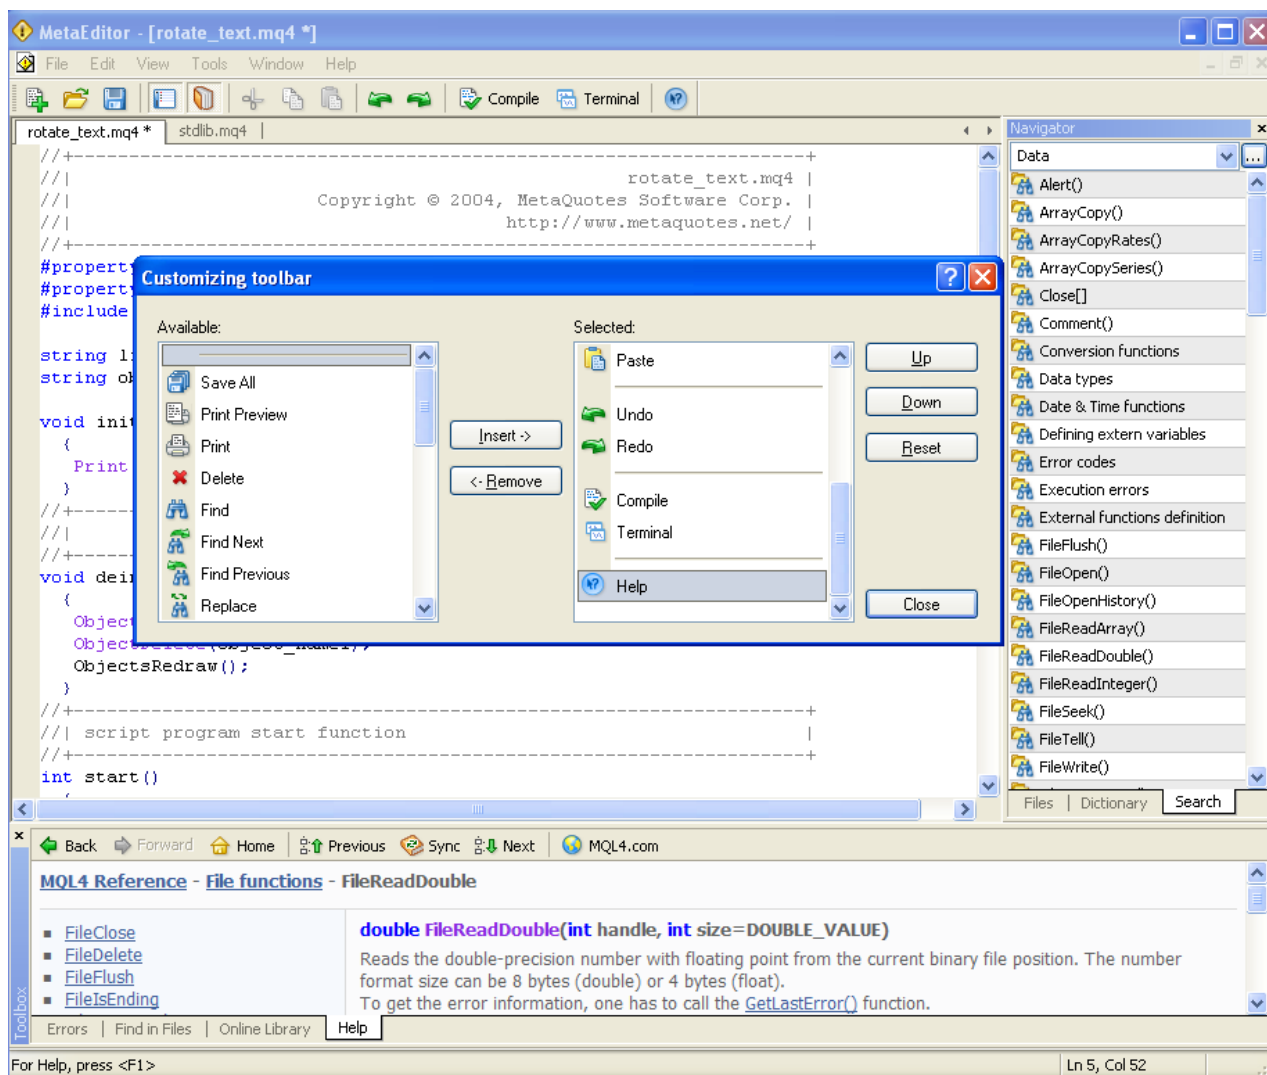 MetaEditor - [rotate_text.mq4 *]
File Edit View Tools Window Help
Compile Terminal
rotate_text.mq4 * stdlib.mq4
//+------------------------------------------------------------------+
//| rotate_text.mq4 |
//| Copyright © 2004, MetaQuotes Software Corp. |
//| http://www.metaquotes.net/ |
//+------------------------------------------------------------------+
#property
#property
#include
string li
string ob
void init
{
Print
}
//+------
//|
//+------
void dein
{
Object
ObjectDelete(object_name1);
ObjectsRedraw();
}
//+------------------------------------------------------------------+
//| script program start function |
//+------------------------------------------------------------------+
int start()
Customizing toolbar
Available:
Save All
Print Preview
Print
Delete
Find
Find Next
Find Previous
Replace
Insert ->
<- Remove
Selected:
Paste
Undo
Redo
Compile
Terminal
Help
Up
Down
Reset
Close
Navigator
Data
...
Alert()
ArrayCopy()
ArrayCopyRates()
ArrayCopySeries()
Close[]
Comment()
Conversion functions
Data types
Date & Time functions
Defining extern variables
Error codes
Execution errors
External functions definition
FileFlush()
FileOpen()
FileOpenHistory()
FileReadArray()
FileReadDouble()
FileReadInteger()
FileSeek()
FileTell()
FileWrite()
Files Dictionary Search
Back Forward Home Previous Sync Next MQL4.com
MQL4 Reference - File functions - FileReadDouble
FileClose
FileDelete
FileFlush
FileIsEnding
double FileReadDouble(int handle, int size=DOUBLE_VALUE)
Reads the double-precision number with floating point from the current binary file position. The number
format size can be 8 bytes (double) or 4 bytes (float).
To get the error information, one has to call the GetLastError() function.
Toolbox
Errors Find in Files Online Library Help
For Help, press <F1>
Ln 5, Col 52